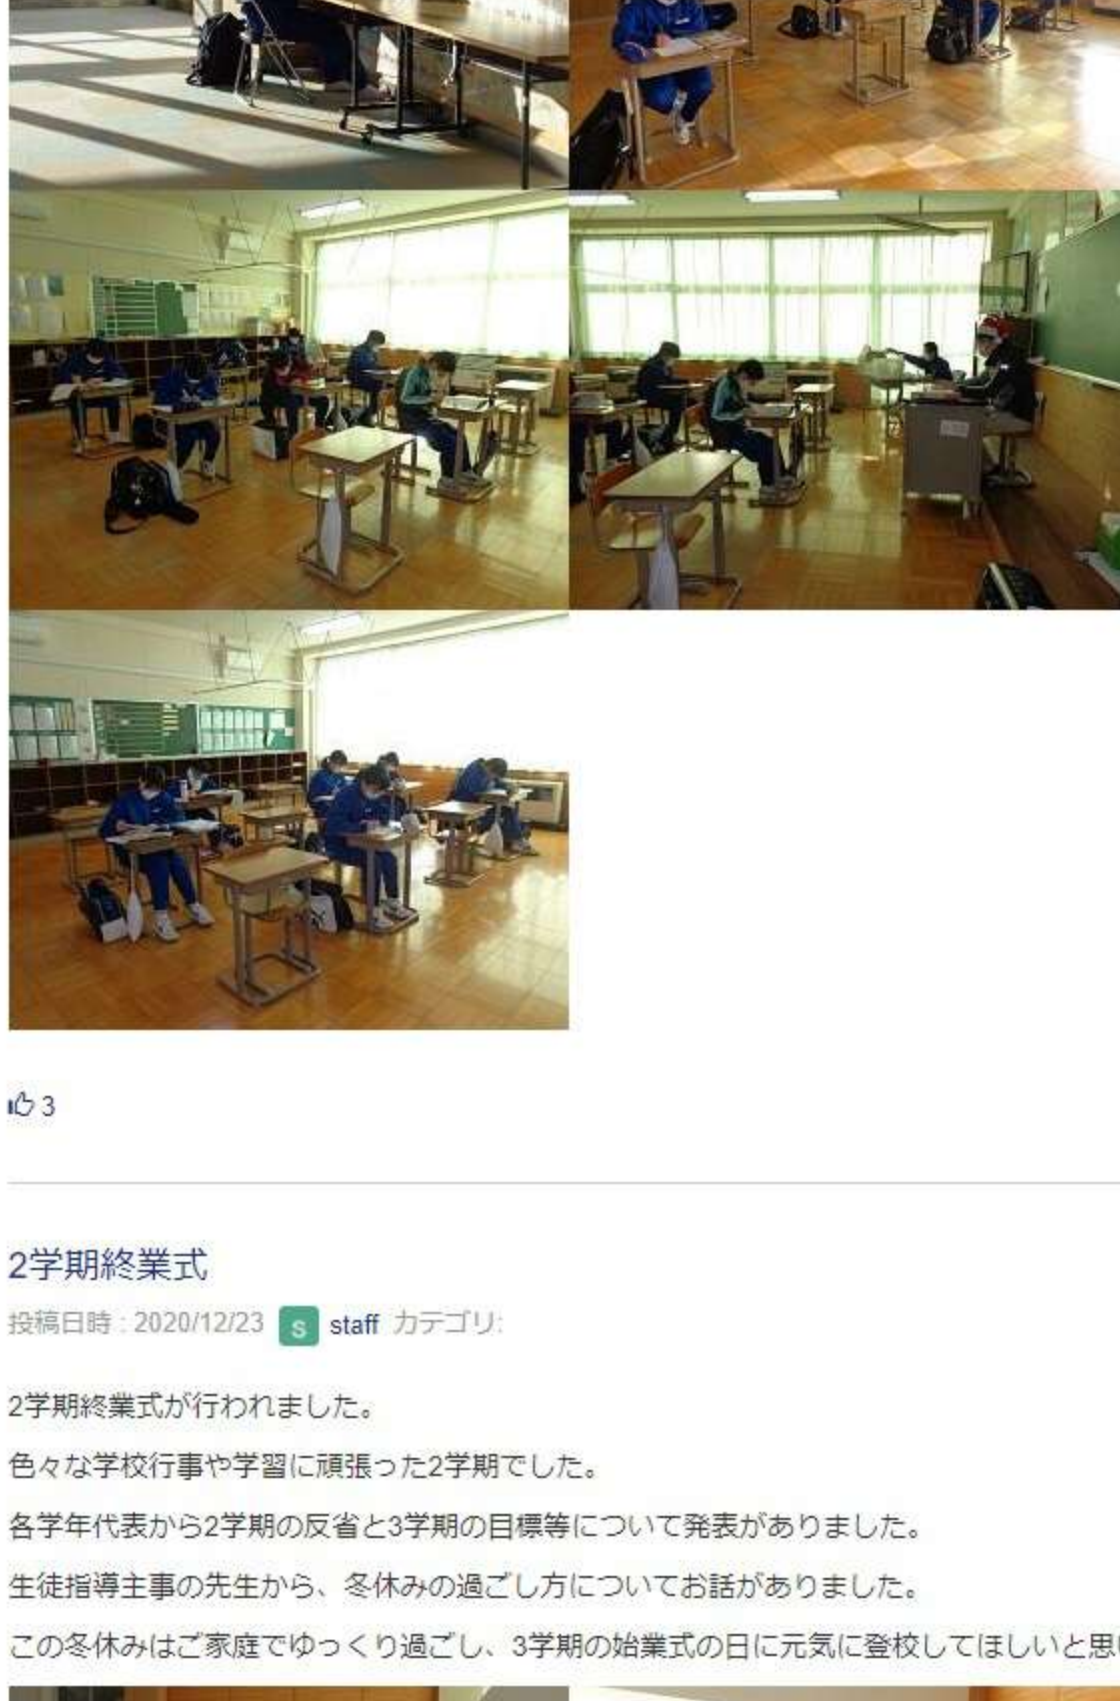 3
2学期終業式
投稿日時 : 2020/12/23 s staff カテゴリ:
2学期終業式が行われました。
色々な学校行事や学習に頑張った2学期でした。
各学年代表から2学期の反省と3学期の目標等について発表がありました。
生徒指導主事の先生から、冬休みの過ごし方についてお話がありました。
この冬休みはご家庭でゆっくり過ごし、3学期の始業式の日に元気に登校してほしいと思